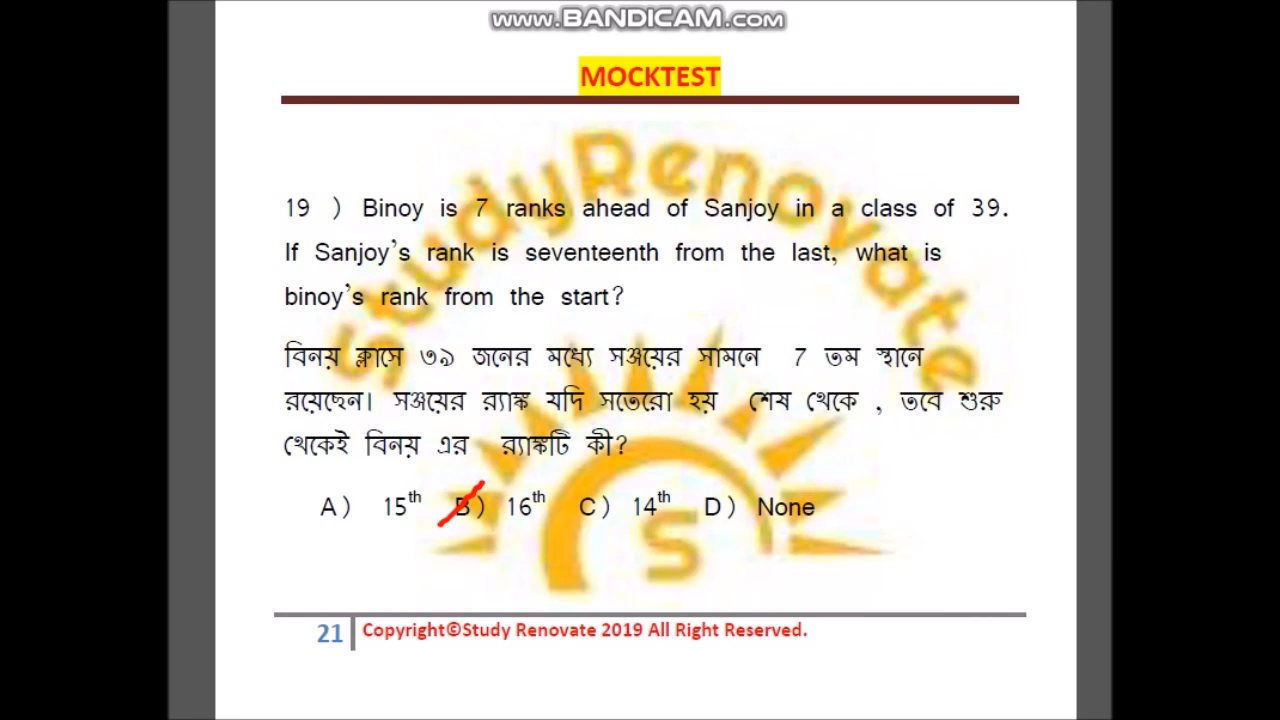 www.BANDICAM.com
MOCKTEST
StudyRenovate
19 ) Binoy is 7 ranks ahead of Sanjoy in a class of 39.
If Sanjoy's rank is seventeenth from the last, what is
binoy's rank from the start?
বিনয় ক্লাসে ৩৯ জনের মধ্যে সঞ্জয়ের সামনে 7 তম স্থানে
রয়েছেন। সঞ্জয়ের র‍্যাঙ্ক যদি সতেরো হয় শেষ থেকে , তবে শুরু
থেকেই বিনয় এর র‍্যাঙ্কটি কী?
A) 15th B) 16th C) 14th D) None
S
21 Copyright©Study Renovate 2019 All Right Reserved.